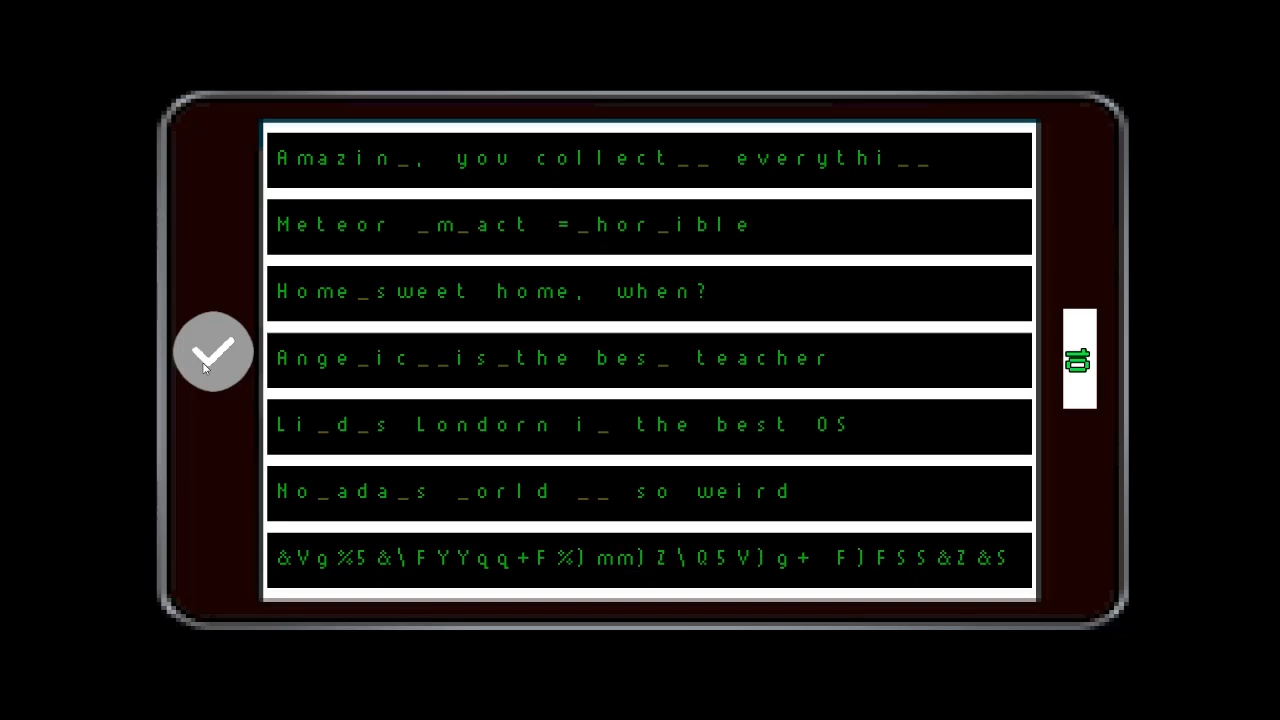 Amazin_, you collect__ everythi__
Meteor _m_act =_hor_ible
Home_sweet home, when?
Ange_ic__is_the bes_ teacher
Li_d_s Londorn i_ the best OS
No_ada_s _orld __ so weird
&Vg%5&\FYYqq+F%)mm)Z\Q5V)g+ F)FSS&Z&S